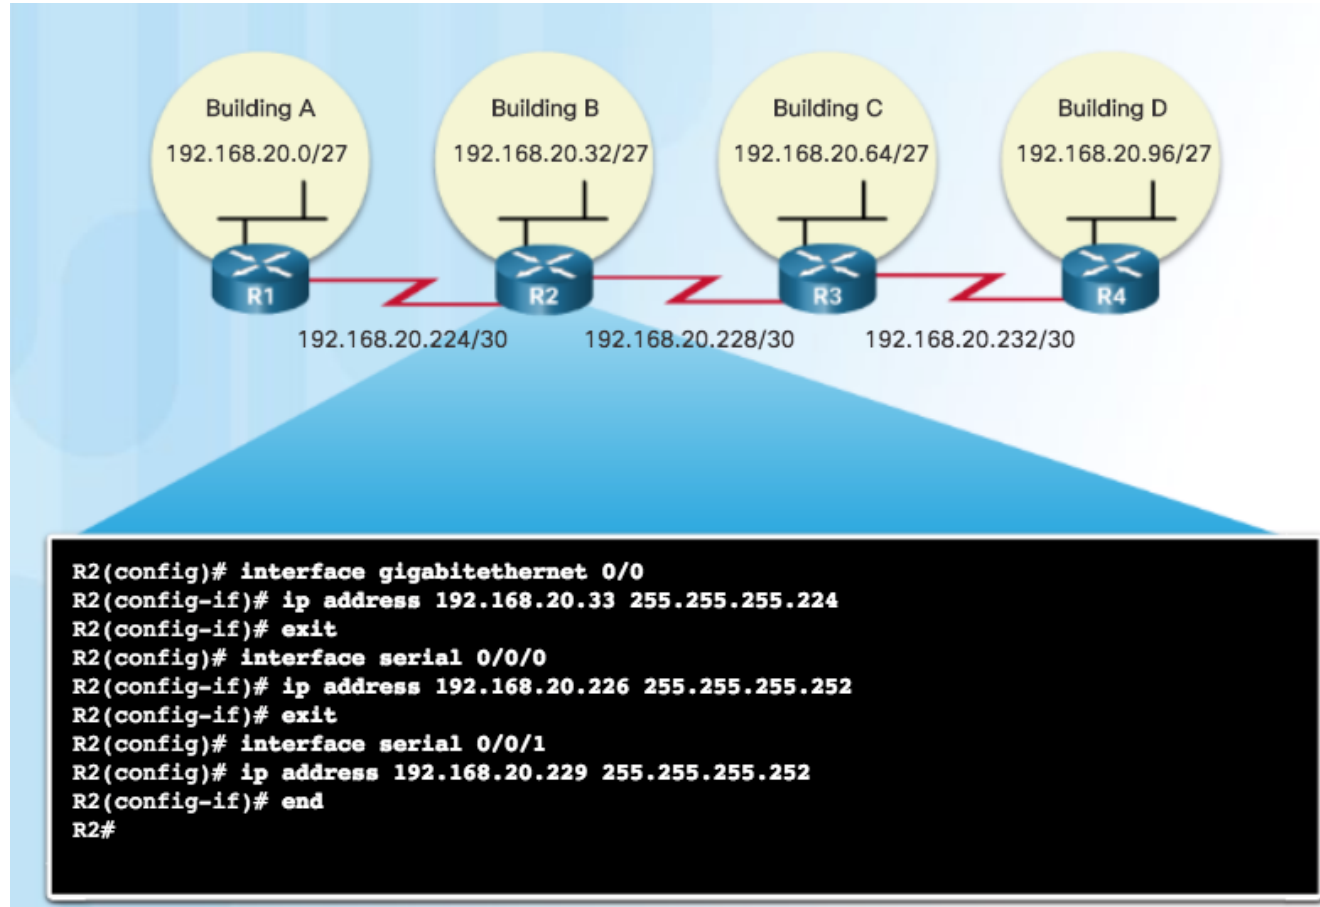 Building A
192.168.20.0/27
Building B
192.168.20.32/27
Building C
192.168.20.64/27
Building D
192.168.20.96/27
R1
R2
R3
R4
192.168.20.224/30
192.168.20.228/30
192.168.20.232/30
R2(config)# interface gigabitethernet 0/0
R2(config-if)# ip address 192.168.20.33 255.255.255.224
R2(config-if)# exit
R2(config)# interface serial 0/0/0
R2(config-if)# ip address 192.168.20.226 255.255.255.252
R2(config-if)# exit
R2(config)# interface serial 0/0/1
R2(config)# ip address 192.168.20.229 255.255.255.252
R2(config-if)# end
R2#